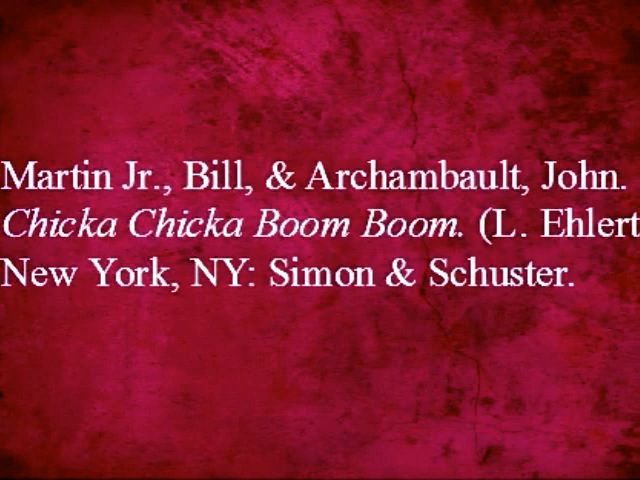 Martin Jr., Bill, & Archambault, John.
Chicka Chicka Boom Boom. (L. Ehlert
New York, NY: Simon & Schuster.